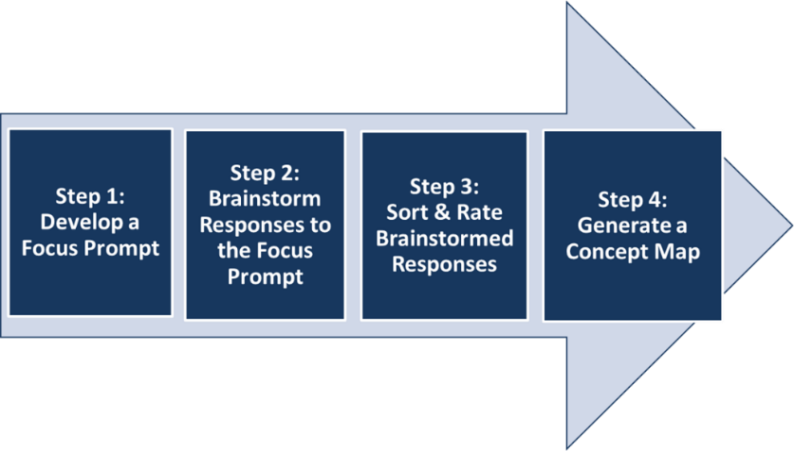 Step 1:
Develop a
Focus Prompt
Step 2:
Brainstorm
Responses to
the Focus
Prompt
Step 3:
Sort & Rate
Brainstormed
Responses
Step 4:
Generate a
Concept Map